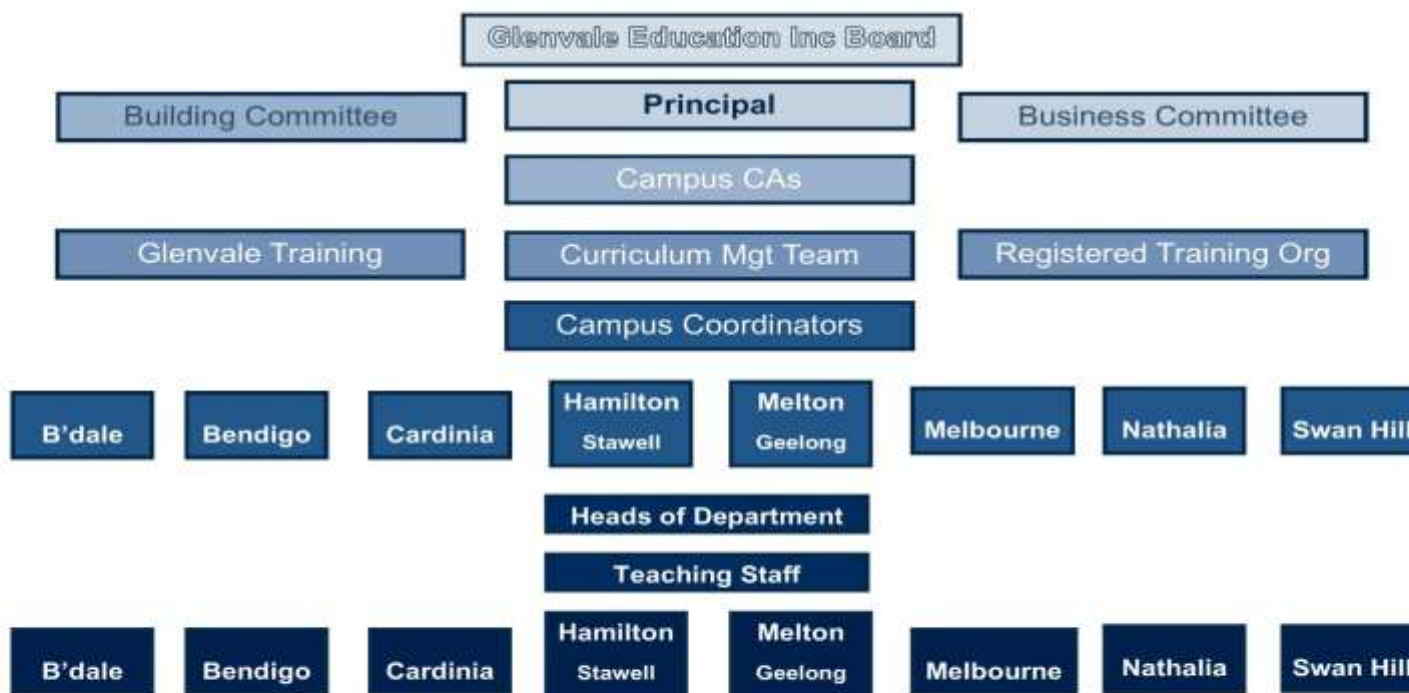 Glenvale Education Inc Board
Building Committee
Principal
Business Committee
Campus CAs
Glenvale Training
Curriculum Mgt Team
Registered Training Org
Campus Coordinators
B'dale
Bendigo
Cardinia
Hamilton
Stawell
Melton
Geelong
Melbourne
Nathalia
Swan Hill
Heads of Department
Teaching Staff
B'dale
Bendigo
Cardinia
Hamilton
Stawell
Melton
Geelong
Melbourne
Nathalia
Swan Hill